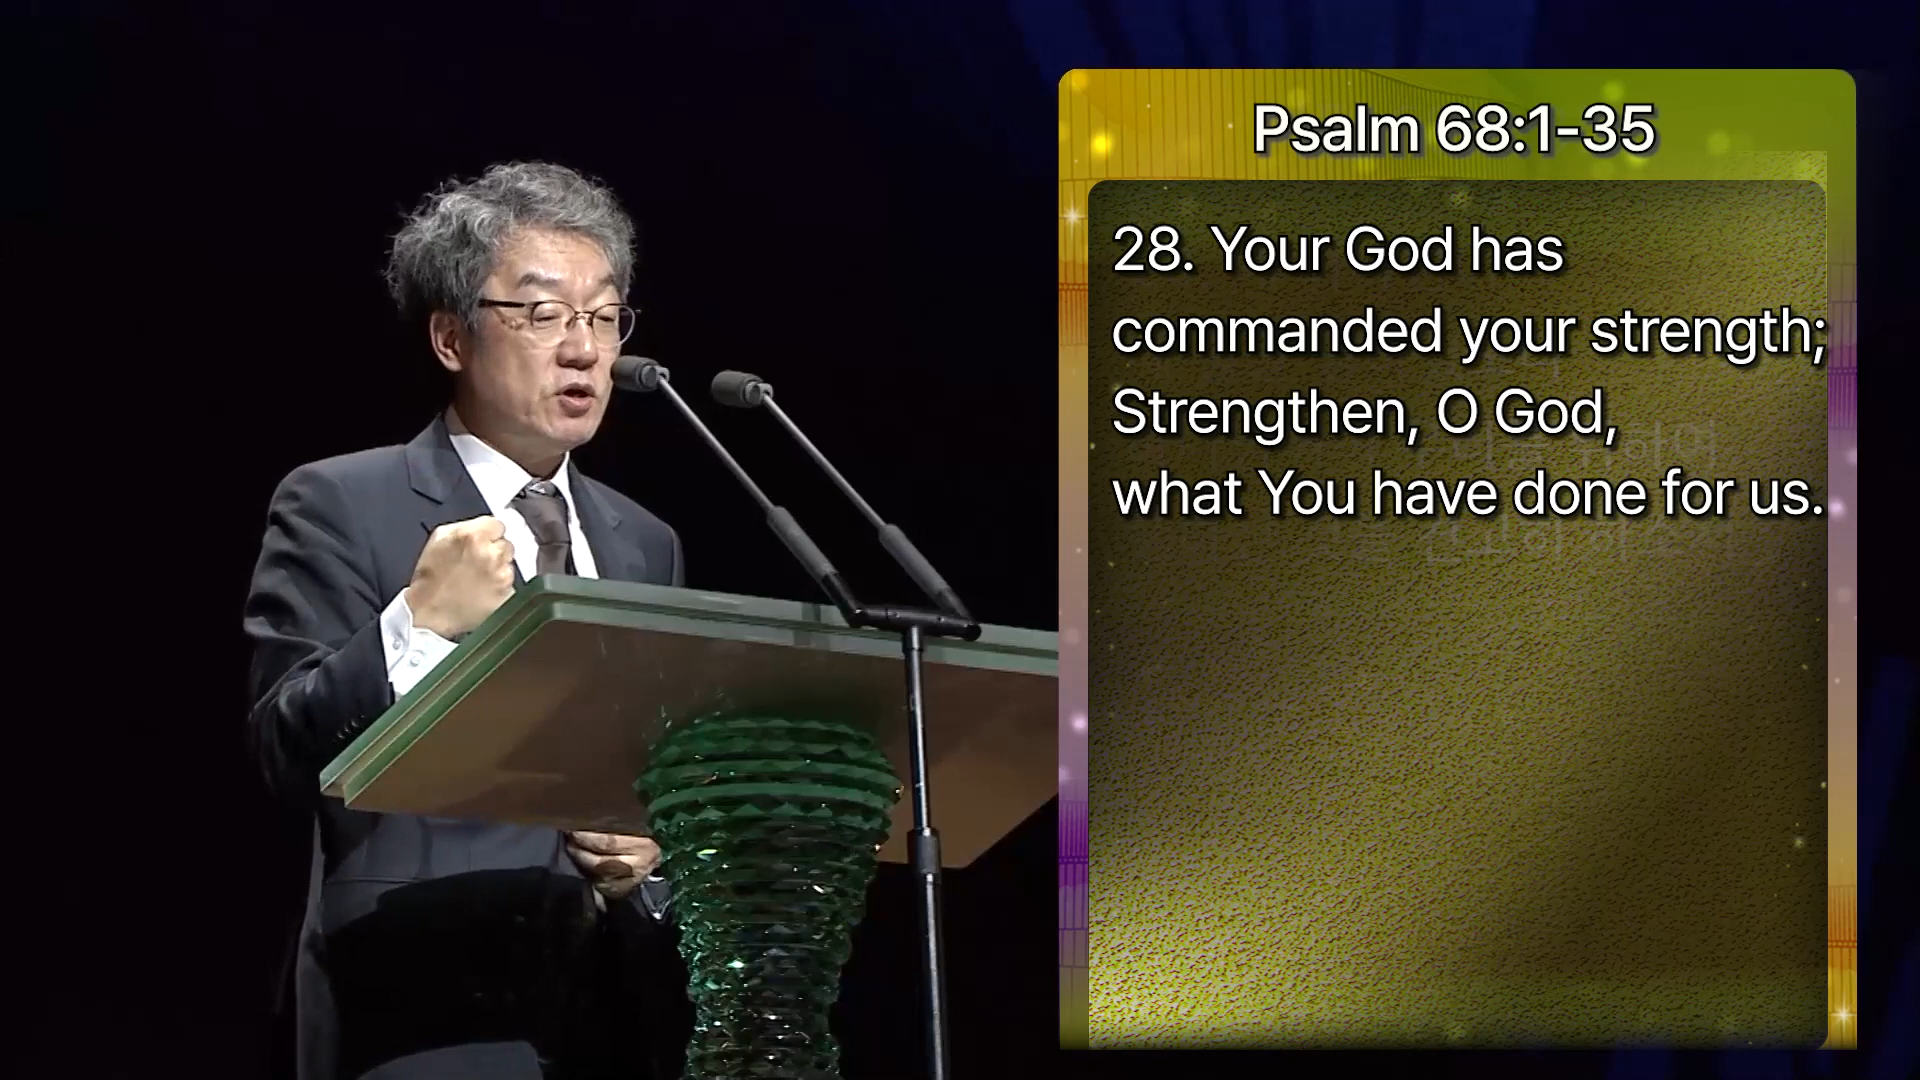 Psalm 68:1-35
28. Your God has
commanded your strength;
Strengthen, O God,
what You have done for us.